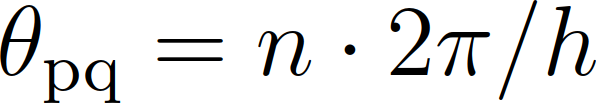 θ_pq = n · 2π/h